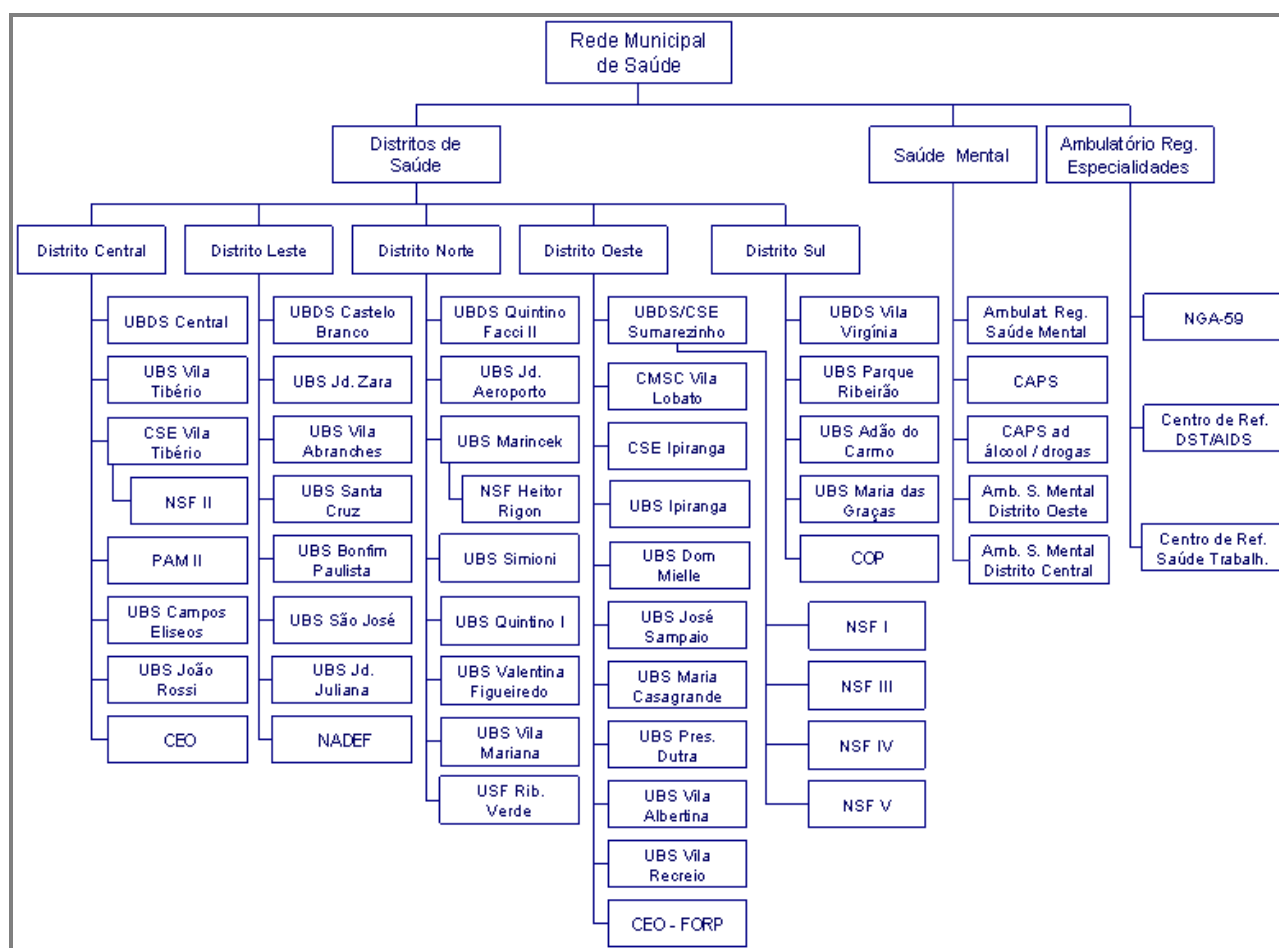 Rede Municipal
de Saúde
Distritos de
Saúde
Saúde Mental
Ambulatório Reg.
Especialidades
Distrito Central
Distrito Leste
Distrito Norte
Distrito Oeste
Distrito Sul
UBDS Central
UBS Vila
Tibério
CSE Vila
Tibério
NSF II
PAM II
UBS Campos
Eliseos
UBS João
Rossi
CEO
UBDS Castelo
Branco
UBS Jd. Zara
UBS Vila
Abranches
UBS Santa
Cruz
UBS Bonfim
Paulista
UBS São José
UBS Jd.
Juliana
NADEF
UBDS Quintino
Facci II
UBS Jd.
Aeroporto
UBS Marincek
NSF Heitor
Rigon
UBS Simioni
UBS Quintino I
UBS Valentina
Figueiredo
UBS Vila
Mariana
USF Rib.
Verde
UBDS/CSE
Sumarezinho
CMSC Vila
Lobato
CSE Ipiranga
UBS Ipiranga
UBS Dom
Mielle
UBS José
Sampaio
UBS Maria
Casagrande
UBS Pres.
Dutra
UBS Vila
Albertina
UBS Vila
Recreio
CEO - FORP
UBDS Vila
Virgínia
UBS Parque
Ribeirão
UBS Adão do
Carmo
UBS Maria das
Graças
COP
NSF I
NSF III
NSF IV
NSF V
Ambulat. Reg.
Saúde Mental
CAPS
CAPS ad
álcool / drogas
Amb. S. Mental
Distrito Oeste
Amb. S. Mental
Distrito Central
NGA-59
Centro de Ref.
DST/AIDS
Centro de Ref.
Saúde Trabalh.